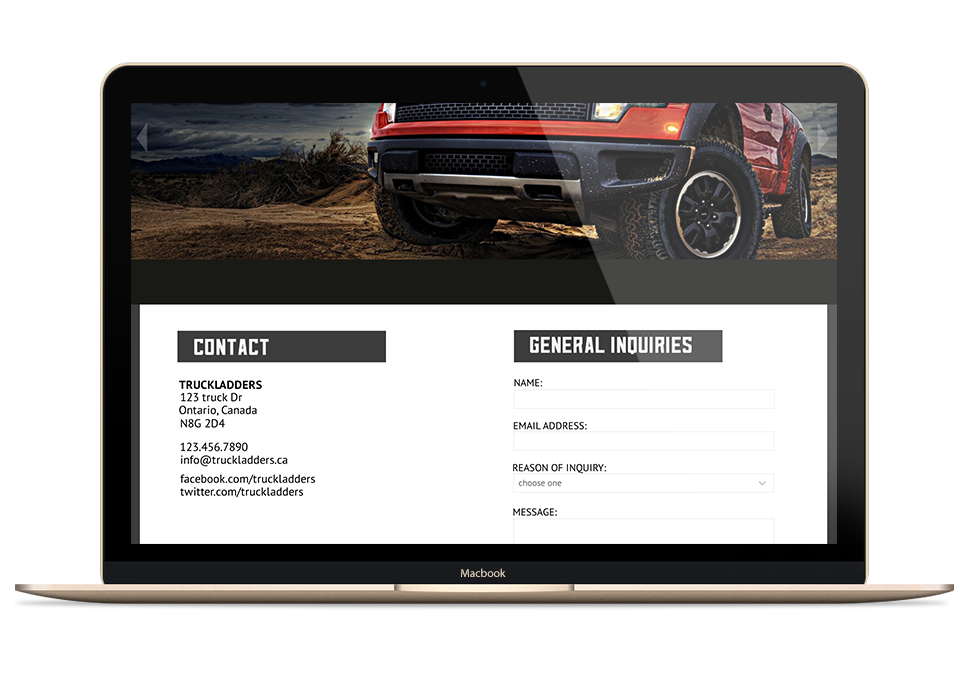 CONTACT
TRUCKLADDERS
123 truck Dr
Ontario, Canada
N8G 2D4
123.456.7890
info@truckladders.ca
facebook.com/truckladders
twitter.com/truckladders
GENERAL INQUIRIES
NAME:
EMAIL ADDRESS:
REASON OF INQUIRY:
choose one
MESSAGE:
Macbook